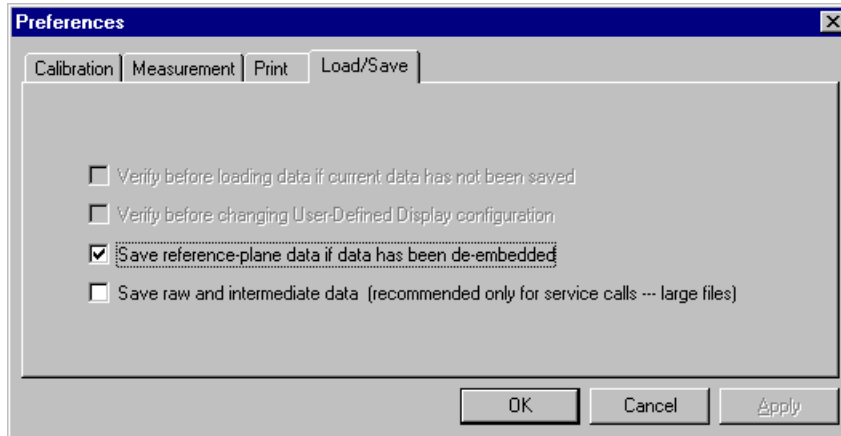 Preferences
Calibration Measurement Print Load/Save
Verify before loading data if current data has not been saved
Verify before changing User-Defined Display configuration
Save reference-plane data if data has been de-embedded
Save raw and intermediate data (recommended only for service calls --- large files)
OK Cancel Apply